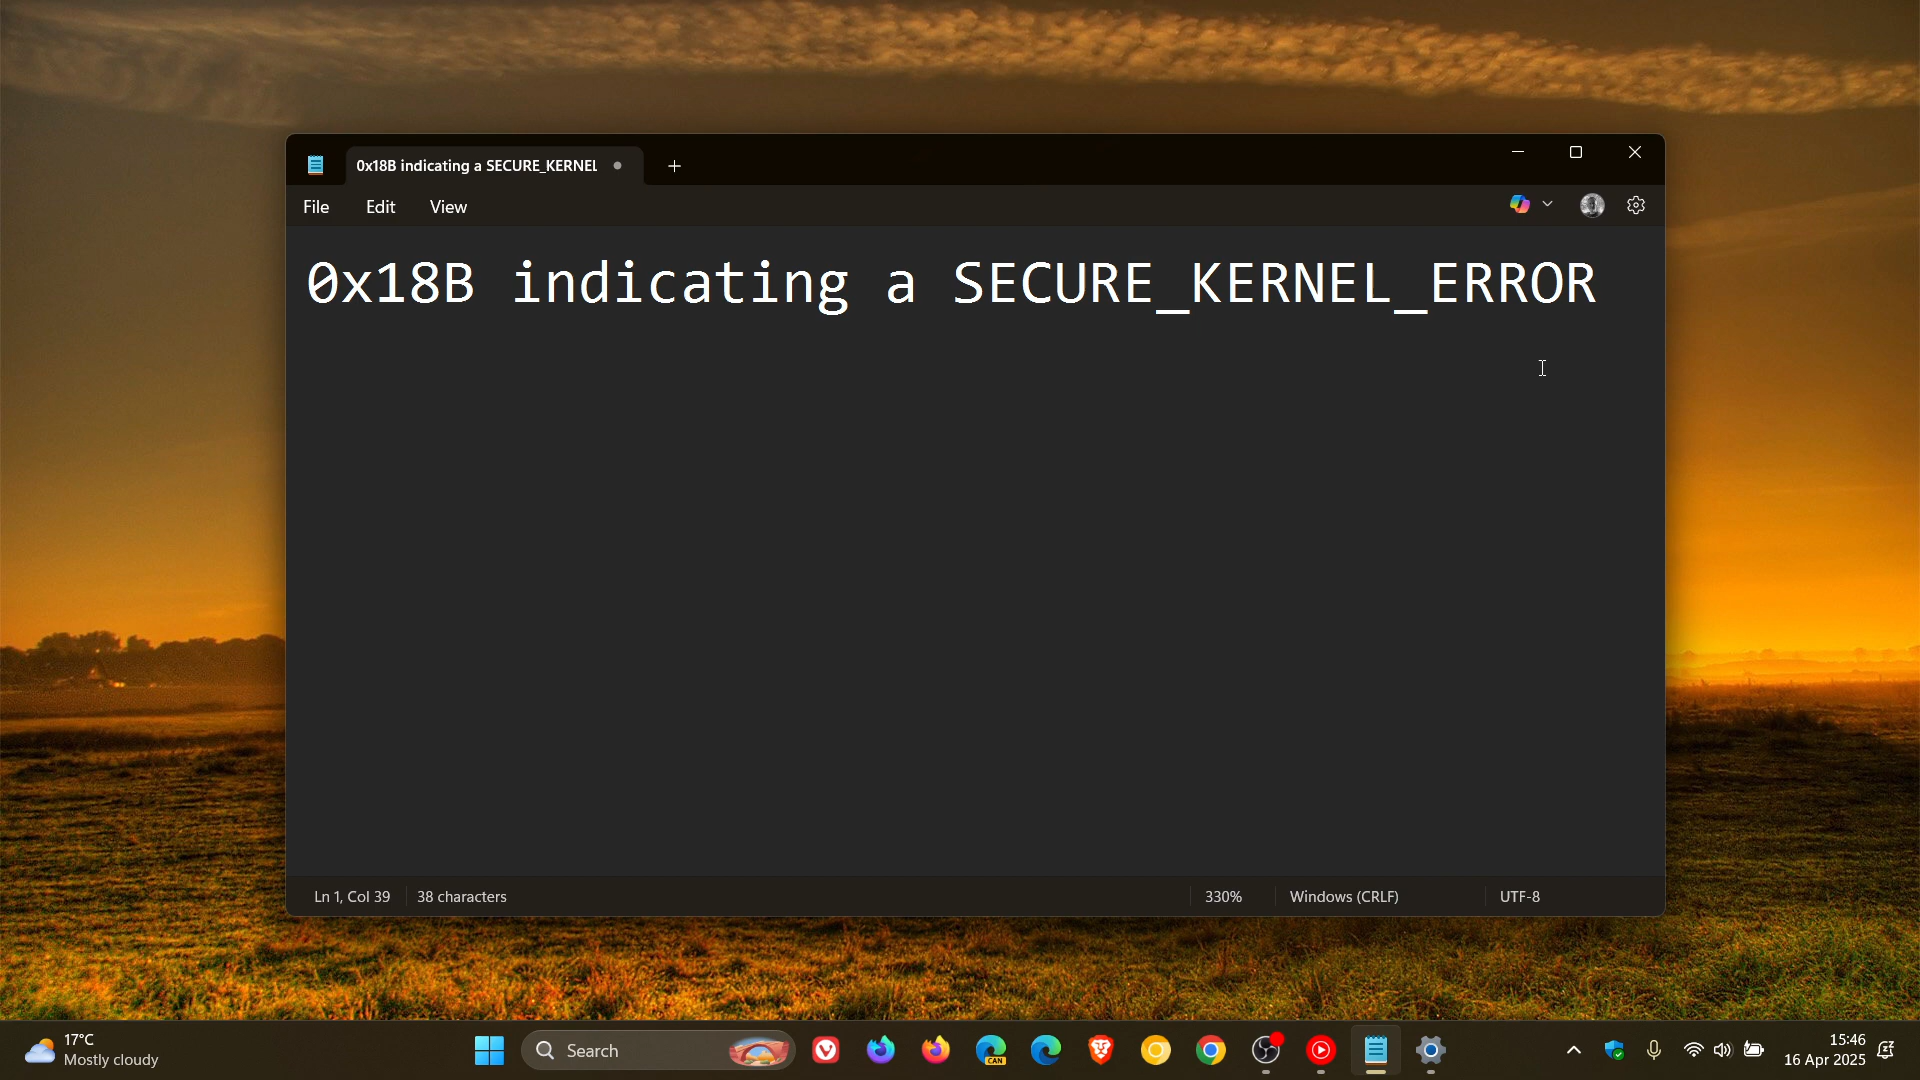 0x18B indicating a SECURE_KERNEL
File Edit View
0x18B indicating a SECURE_KERNEL_ERROR
Ln 1, Col 39 38 characters 330% Windows (CRLF) UTF-8
17°C
Mostly cloudy
Search
CAN
15:46
16 Apr 2025